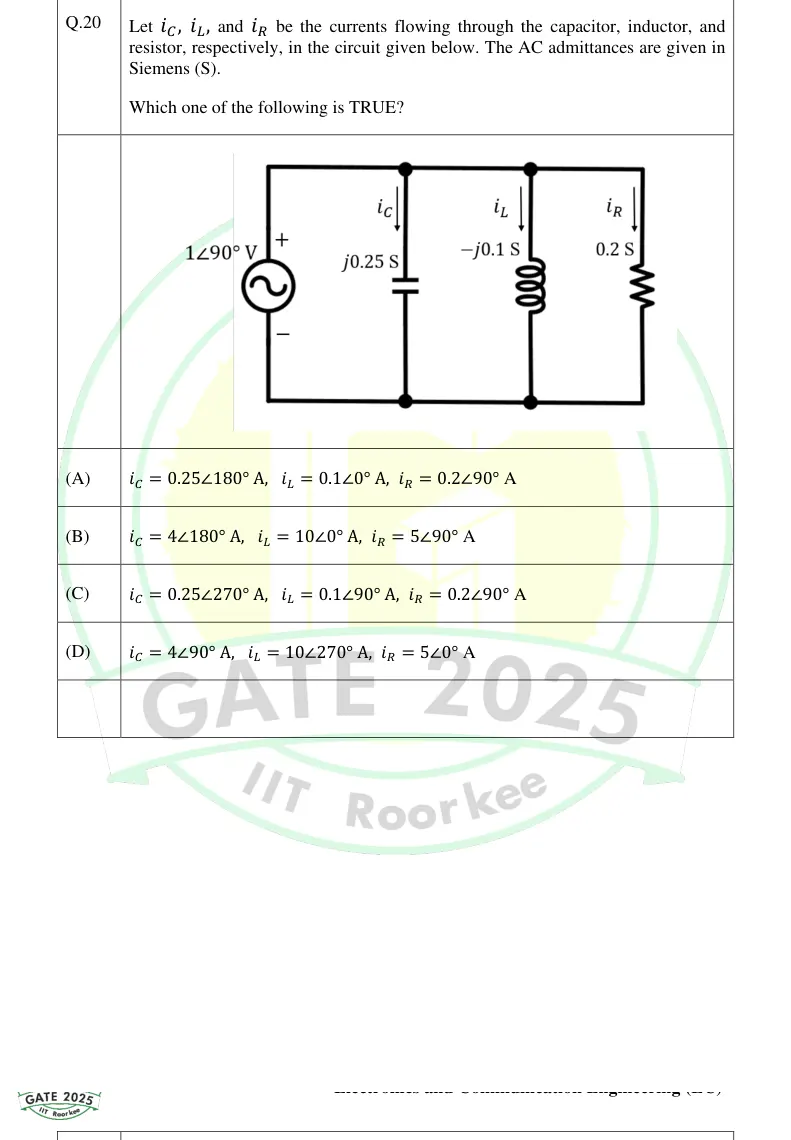 Q.20
Let 𝑖𝐶, 𝑖𝐿, and 𝑖𝑅 be the currents flowing through the capacitor, inductor, and
resistor, respectively, in the circuit given below. The AC admittances are given in
Siemens (S).
Which one of the following is TRUE?
𝑖𝐶
𝑖𝐿
𝑖𝑅
+
1∠90° V
𝑗0.25 S
−𝑗0.1 S
0.2 S
−
(A) 𝑖𝐶 = 0.25∠180° A, 𝑖𝐿 = 0.1∠0° A, 𝑖𝑅 = 0.2∠90° A
(B) 𝑖𝐶 = 4∠180° A, 𝑖𝐿 = 10∠0° A, 𝑖𝑅 = 5∠90° A
(C) 𝑖𝐶 = 0.25∠270° A, 𝑖𝐿 = 0.1∠90° A, 𝑖𝑅 = 0.2∠90° A
(D) 𝑖𝐶 = 4∠90° A, 𝑖𝐿 = 10∠270° A, 𝑖𝑅 = 5∠0° A
GATE 2025
IIT Roorkee
GATE 2025
IIT Roorkee